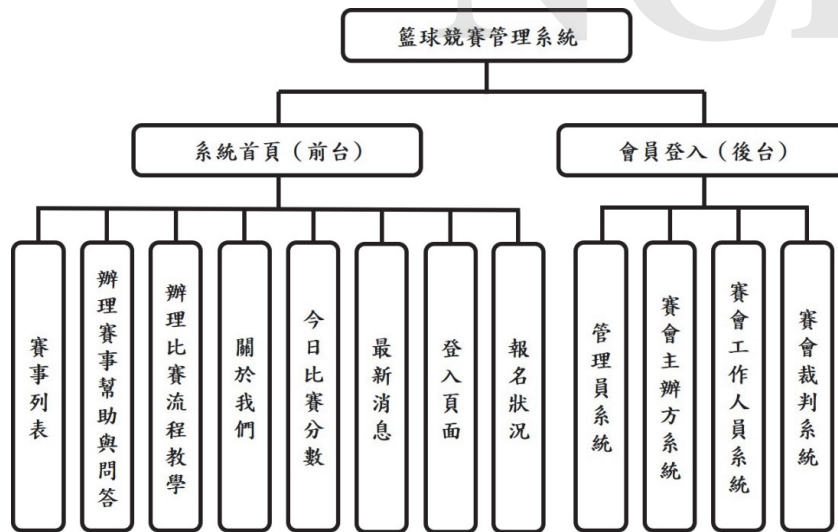 籃球競賽管理系統
系統首頁（前台）
會員登入（後台）
賽事列表
辦理賽事幫助與問答
辦理比賽流程教學
關於我們
今日比賽分數
最新消息
登入頁面
報名狀況
管理員系統
賽會主辦方系統
賽會工作人員系統
賽會裁判系統